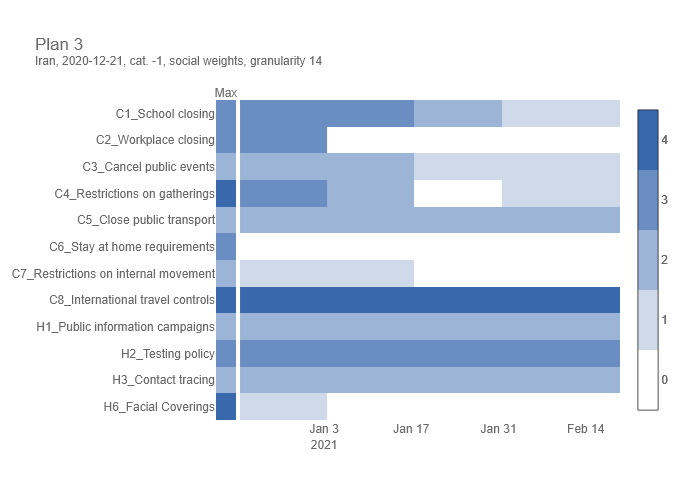 Plan 3
Iran, 2020-12-21, cat. -1, social weights, granularity 14
Max
C1_School closing
C2_Workplace closing
C3_Cancel public events
C4_Restrictions on gatherings
C5_Close public transport
C6_Stay at home requirements
C7_Restrictions on internal movement
C8_International travel controls
H1_Public information campaigns
H2_Testing policy
H3_Contact tracing
H6_Facial Coverings
Jan 3
2021
Jan 17
Jan 31
Feb 14
4
3
2
1
0